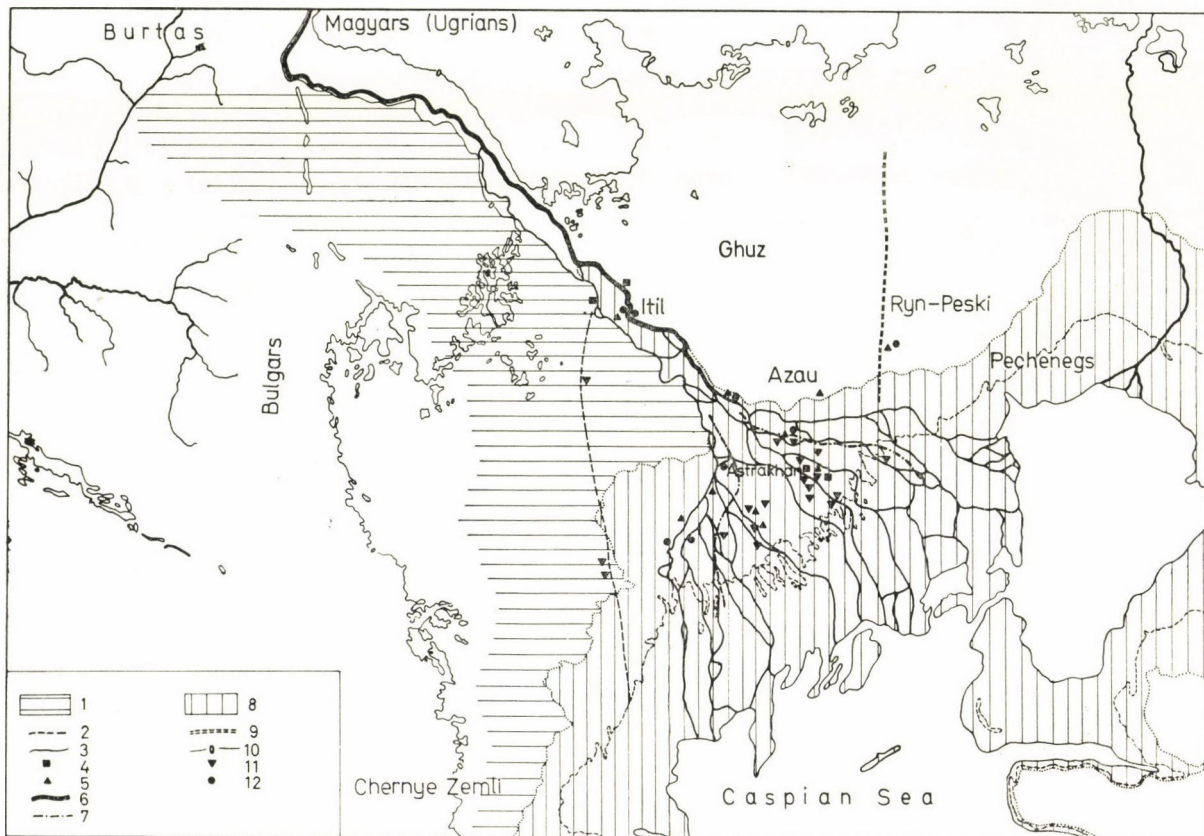 Burtas
Magyars (Ugrians)
Ghuz
Itil
Ryn-Peski
Bulgars
Azau
Pechenegs
Astrakhan
Chernye Zemli
Caspian Sea
1
2
3
4
5
6
7
8
9
10
11
12